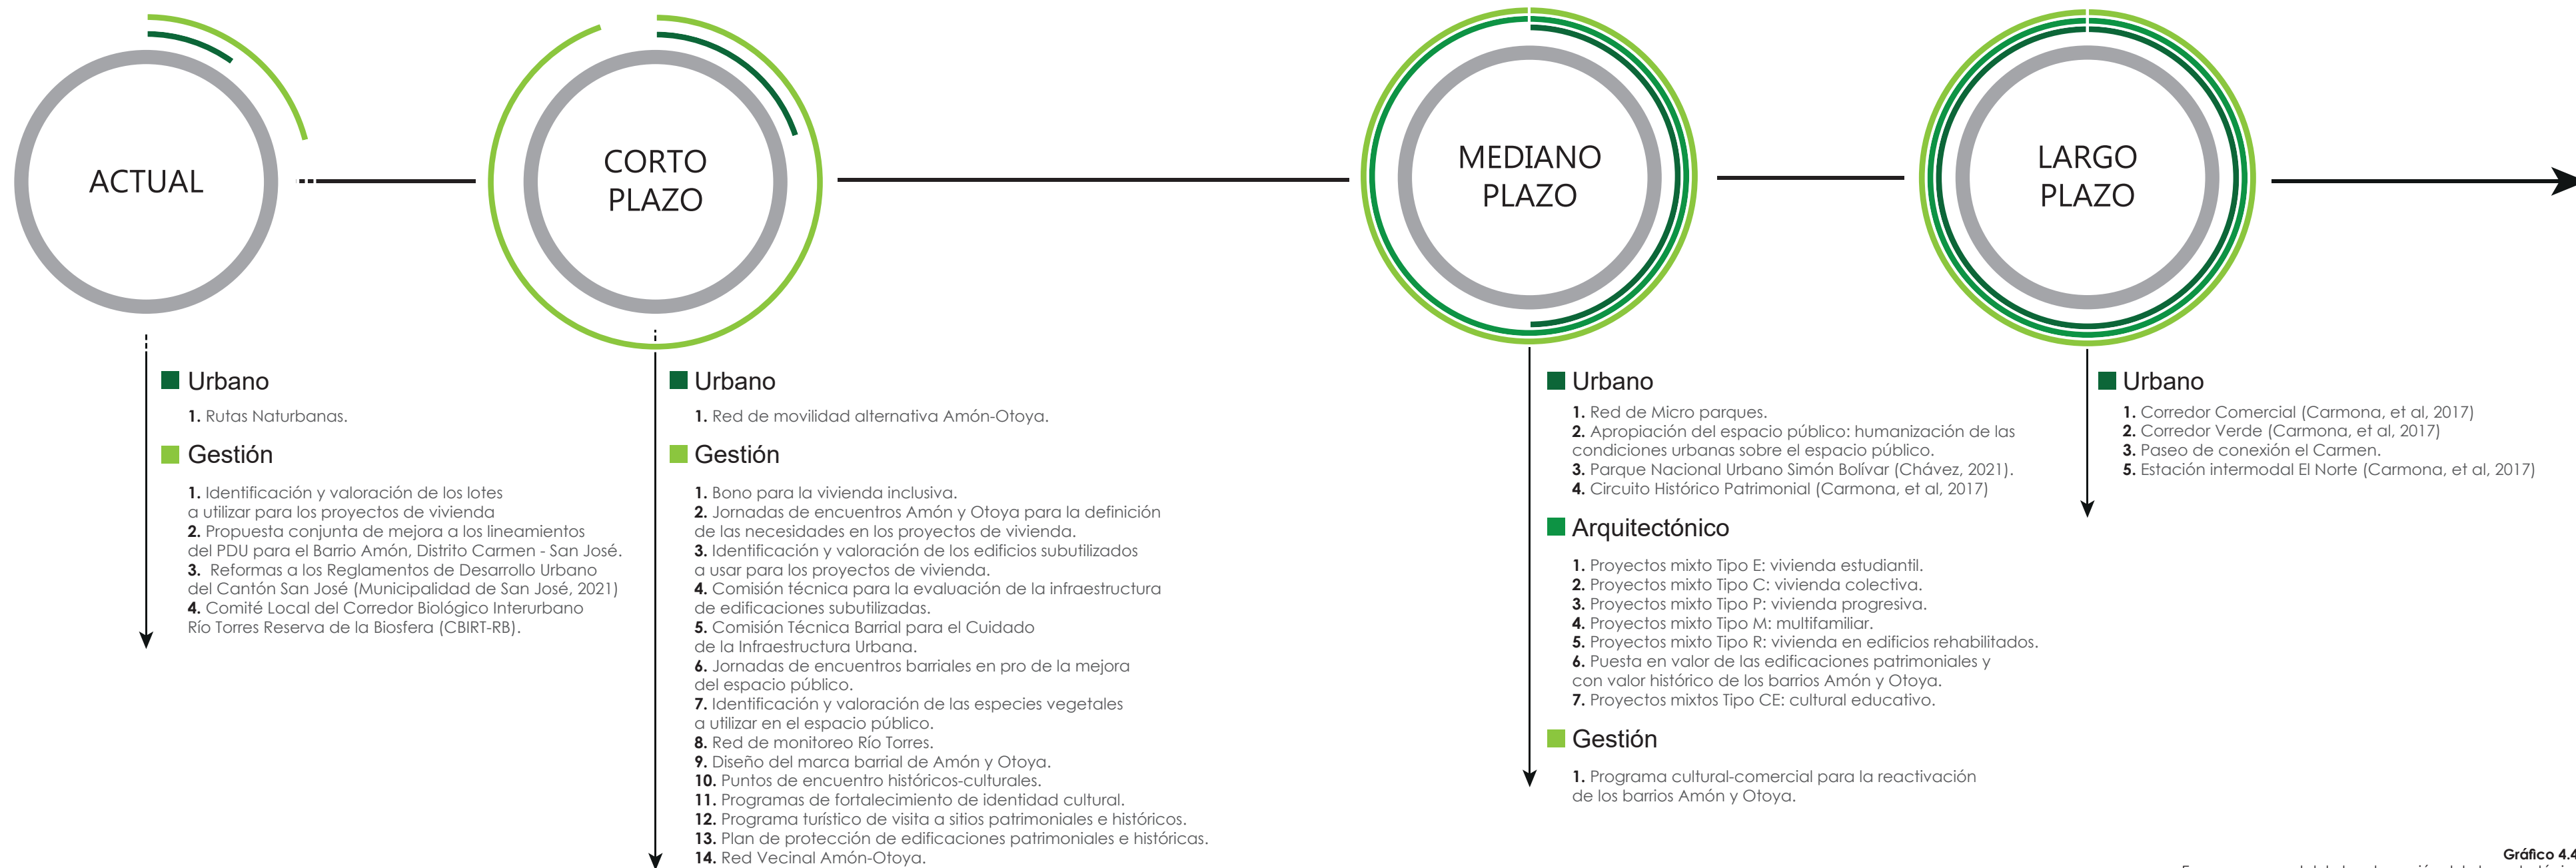 ACTUAL
CORTO
PLAZO
MEDIANO
PLAZO
LARGO
PLAZO
Urbano
1. Rutas Naturbanas.
Gestión
1. Identificación y valoración de los lotes
a utilizar para los proyectos de vivienda
2. Propuesta conjunta de mejora a los lineamientos
del PDU para el Barrio Amón, Distrito Carmen - San José.
3. Reformas a los Reglamentos de Desarrollo Urbano
del Cantón San José (Municipalidad de San José, 2021)
4. Comité Local del Corredor Biológico Interurbano
Río Torres Reserva de la Biosfera (CBIRT-RB).
Urbano
1. Red de movilidad alternativa Amón-Otoya.
Gestión
1. Bono para la vivienda inclusiva.
2. Jornadas de encuentros Amón y Otoya para la definición
de las necesidades en los proyectos de vivienda.
3. Identificación y valoración de los edificios subutilizados
a usar para los proyectos de vivienda.
4. Comisión técnica para la evaluación de la infraestructura
de edificaciones subutilizadas.
5. Comisión Técnica Barrial para el Cuidado
de la Infraestructura Urbana.
6. Jornadas de encuentros barriales en pro de la mejora
del espacio público.
7. Identificación y valoración de las especies vegetales
a utilizar en el espacio público.
8. Red de monitoreo Río Torres.
9. Diseño del marca barrial de Amón y Otoya.
10. Puntos de encuentro históricos-culturales.
11. Programas de fortalecimiento de identidad cultural.
12. Programa turístico de visita a sitios patrimoniales e históricos.
13. Plan de protección de edificaciones patrimoniales e históricas.
14. Red Vecinal Amón-Otoya.
Urbano
1. Red de Micro parques.
2. Apropiación del espacio público: humanización de las
condiciones urbanas sobre el espacio público.
3. Parque Nacional Urbano Simón Bolívar (Chávez, 2021).
4. Circuito Histórico Patrimonial (Carmona, et al, 2017)
Arquitectónico
1. Proyectos mixto Tipo E: vivienda estudiantil.
2. Proyectos mixto Tipo C: vivienda colectiva.
3. Proyectos mixto Tipo P: vivienda progresiva.
4. Proyectos mixto Tipo M: multifamiliar.
5. Proyectos mixto Tipo R: vivienda en edificios rehabilitados.
6. Puesta en valor de las edificaciones patrimoniales y
con valor histórico de los barrios Amón y Otoya.
7. Proyectos mixtos Tipo CE: cultural educativo.
Gestión
1. Programa cultural-comercial para la reactivación
de los barrios Amón y Otoya.
Urbano
1. Corredor Comercial (Carmona, et al, 2017)
2. Corredor Verde (Carmona, et al, 2017)
3. Paseo de conexión el Carmen.
5. Estación intermodal El Norte (Carmona, et al, 2017)
Gráfico 4.4